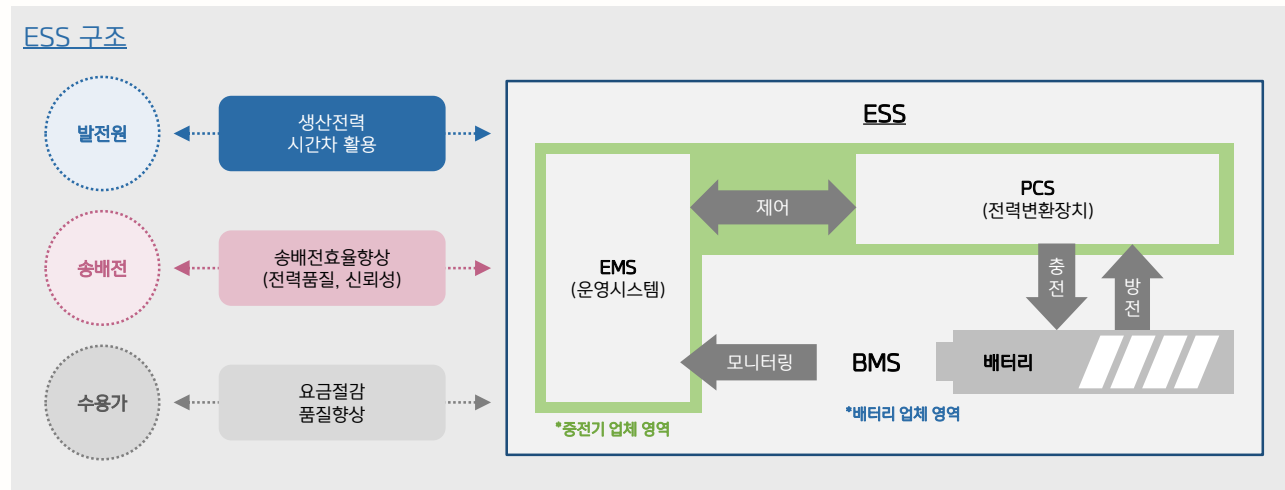 ESS 구조
발전원
생산전력
시간차 활용
송배전
송배전효율향상
(전력품질, 신뢰성)
수용가
요금절감
품질향상
ESS
EMS
(운영시스템)
제어
PCS
(전력변환장치)
충
전
방
전
모니터링
BMS
배터리
*중전기 업체 영역
*배터리 업체 영역